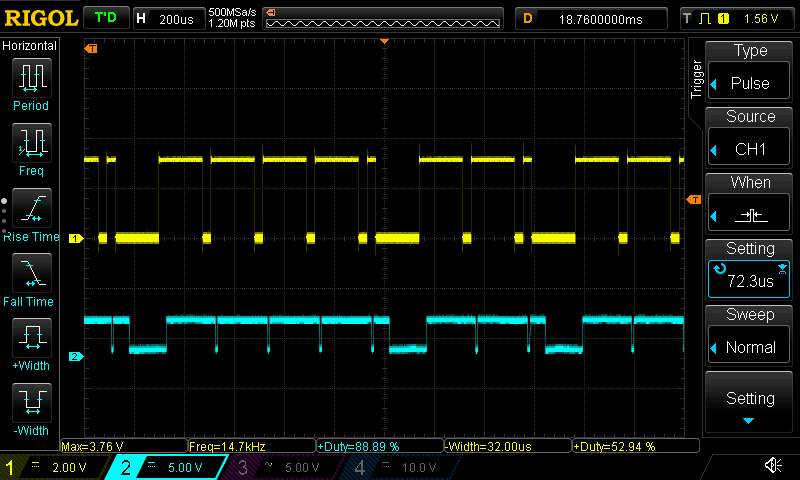 RIGOL T'D H 200us 500MSa/s 1.20M pts D 18.7600000ms T 1 1.56 V
Horizontal
Period
Freq
Rise Time
Fall Time
+Width
-Width
T
T
1
2
Trigger
Type
Pulse
Source
CH1
When
Setting
72.3us
Sweep
Normal
Setting
Max=3.76 V Freq=14.7kHz +Duty=88.89 % -Width=32.00us +Duty=52.94 %
1 2.00 V 2 5.00 V 3 5.00 V 4 10.0 V